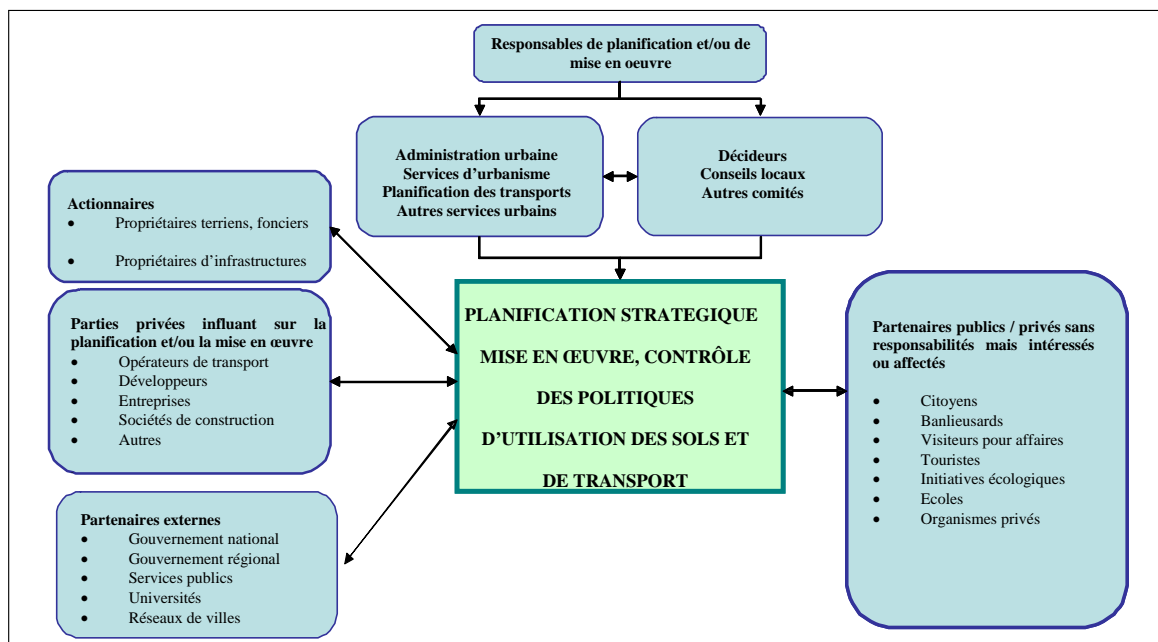 Responsables de planification et/ou de
mise en oeuvre
Administration urbaine
Services d'urbanisme
Planification des transports
Autres services urbains
Décideurs
Conseils locaux
Autres comités
Actionnaires
• Propriétaires terriens, fonciers
• Propriétaires d'infrastructures
Parties privées influant sur la
planification et/ou la mise en œuvre
• Opérateurs de transport
• Développeurs
• Entreprises
• Sociétés de construction
• Autres
Partenaires externes
• Gouvernement national
• Gouvernement régional
• Services publics
• Universités
• Réseaux de villes
PLANIFICATION STRATEGIQUE
MISE EN ŒUVRE, CONTRÔLE
DES POLITIQUES
D'UTILISATION DES SOLS ET
DE TRANSPORT
Partenaires publics / privés sans
responsabilités mais intéressés
ou affectés
• Citoyens
• Banlieusards
• Visiteurs pour affaires
• Touristes
• Initiatives écologiques
• Ecoles
• Organismes privés